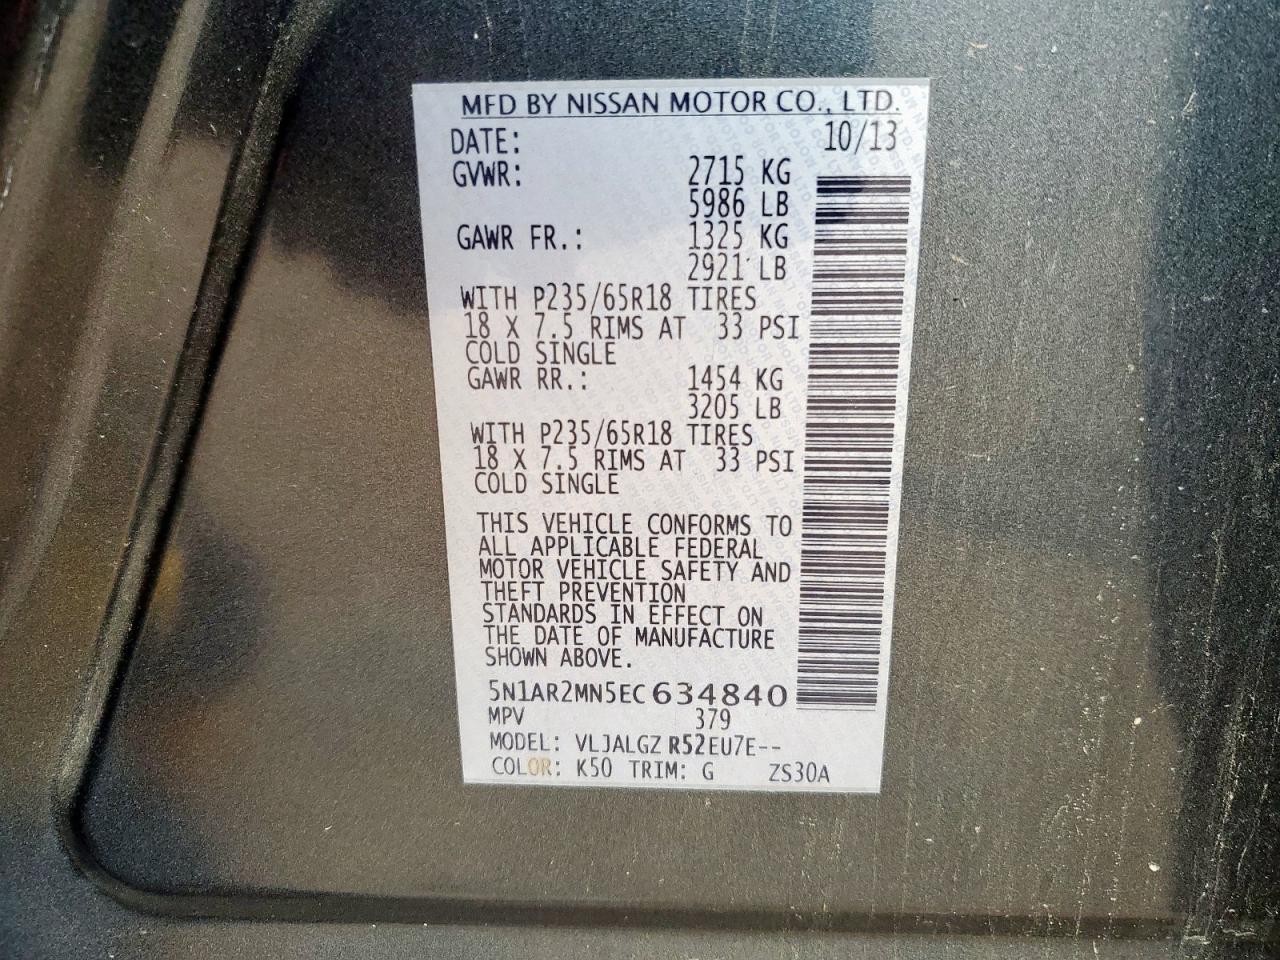 MFD BY NISSAN MOTOR CO., LTD.
DATE: 10/13
GVWR: 2715 KG
5986 LB
GAWR FR.: 1325 KG
2921 LB
WITH P235/65R18 TIRES
18 X 7.5 RIMS AT 33 PSI
COLD SINGLE
GAWR RR.: 1454 KG
3205 LB
WITH P235/65R18 TIRES
18 X 7.5 RIMS AT 33 PSI
COLD SINGLE
THIS VEHICLE CONFORMS TO
ALL APPLICABLE FEDERAL
MOTOR VEHICLE SAFETY AND
THEFT PREVENTION
STANDARDS IN EFFECT ON
THE DATE OF MANUFACTURE
SHOWN ABOVE.
5N1AR2MN5EC634840
MPV 379
MODEL: VLJALGZ R52EU7E--
COLOR: K50 TRIM: G ZS30A